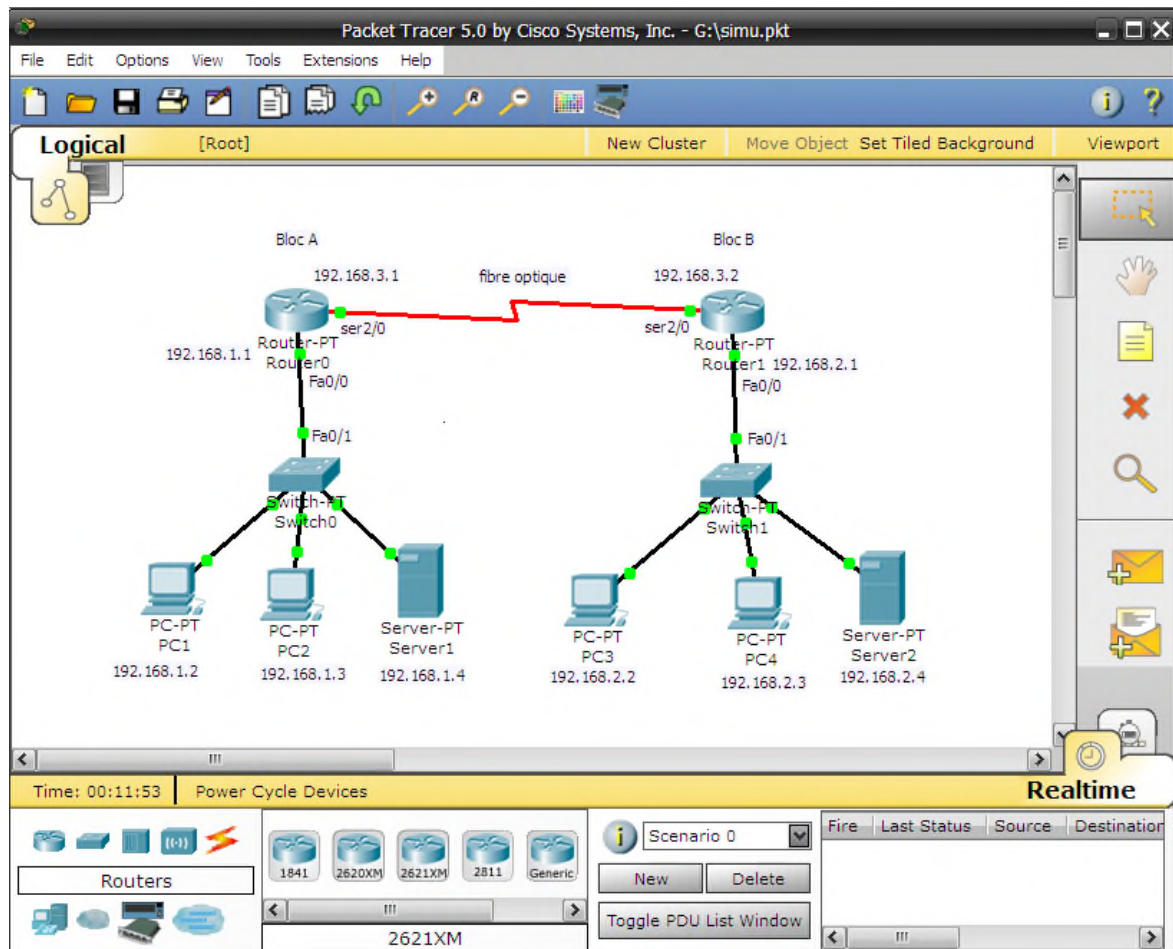 Packet Tracer 5.0 by Cisco Systems, Inc. - G:\simu.pkt
File Edit Options View Tools Extensions Help
Logical [Root] New Cluster Move Object Set Tiled Background Viewport
Bloc A
Bloc B
192.168.3.1
fibre optique
192.168.3.2
ser2/0
ser2/0
192.168.1.1
Router-PT
Router0
Router-PT
Router1 192.168.2.1
Fa0/0
Fa0/0
Fa0/1
Fa0/1
Switch-PT
Switch0
Switch-PT
Switch1
PC-PT
PC1
192.168.1.2
PC-PT
PC2
192.168.1.3
Server-PT
Server1
192.168.1.4
PC-PT
PC3
192.168.2.2
PC-PT
PC4
192.168.2.3
Server-PT
Server2
192.168.2.4
Time: 00:11:53 Power Cycle Devices Realtime
Routers
1841 2620XM 2621XM 2811 Generic
2621XM
Scenario 0
New Delete
Toggle PDU List Window
Fire Last Status Source Destination